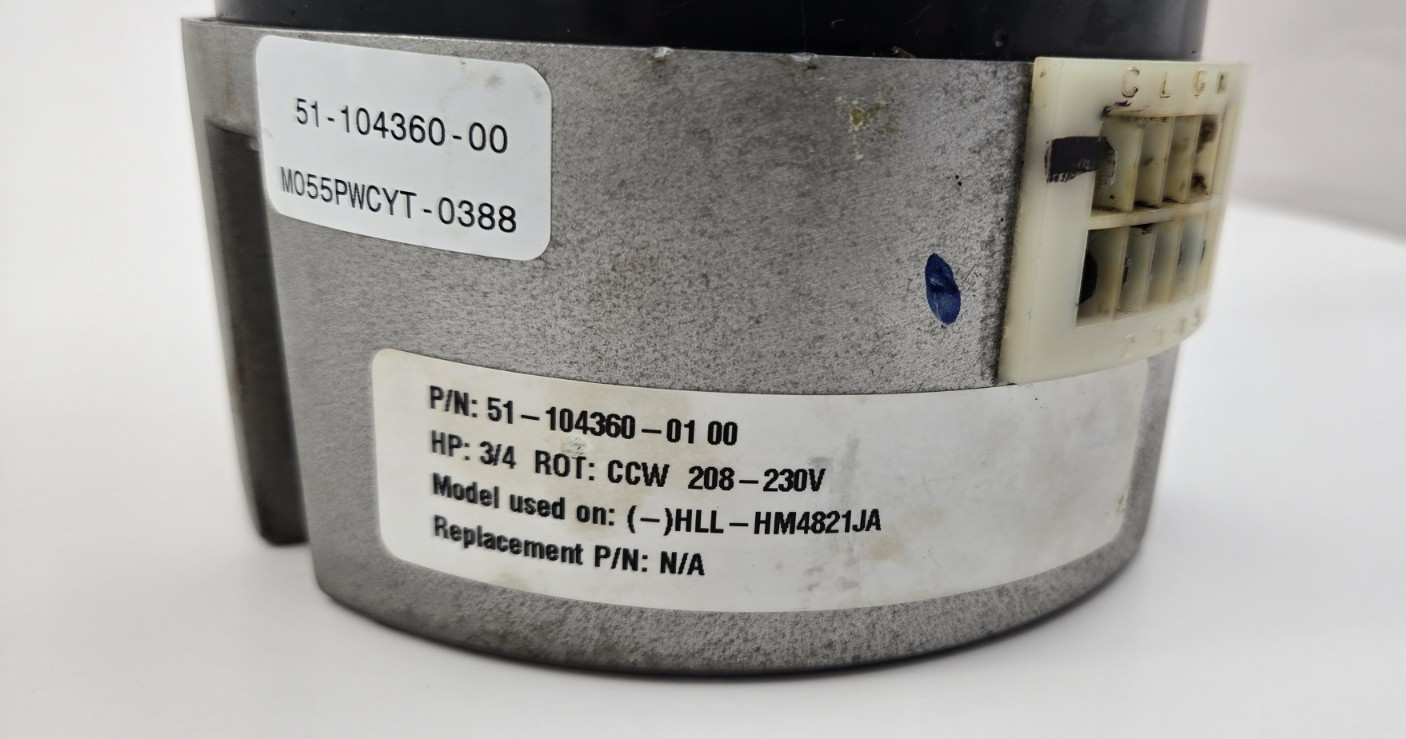 51-104360-00
M055PWCYT-0388
C L G N
P/N: 51-104360-01 00
HP: 3/4 ROT: CCW 208-230V
Model used on: (-)HLL-HM4821JA
Replacement P/N: N/A